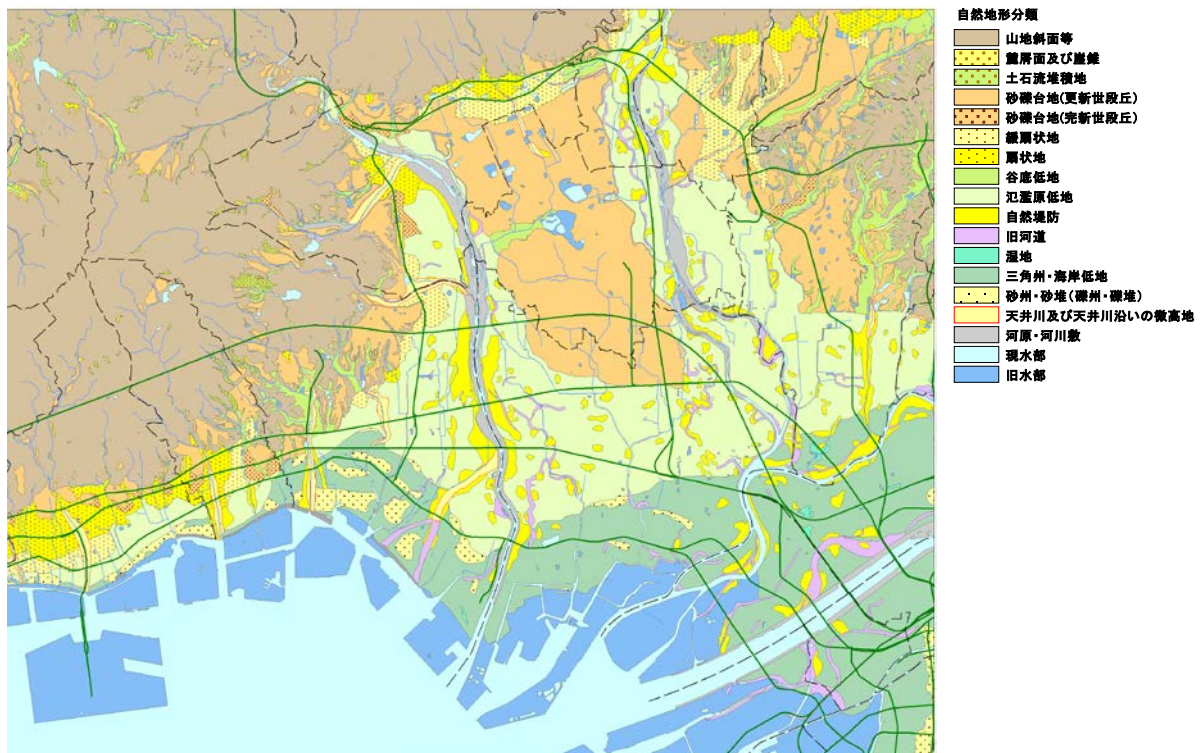 自然地形分類
山地斜面等
麓屑面及び崖錐
土石流堆積地
砂礫台地(更新世段丘)
砂礫台地(完新世段丘)
緩扇状地
扇状地
谷底低地
氾濫原低地
自然堤防
旧河道
湿地
三角州・海岸低地
砂州・砂堆(礫州・礫堆)
天井川及び天井川沿いの微高地
河原・河川敷
現水部
旧水部